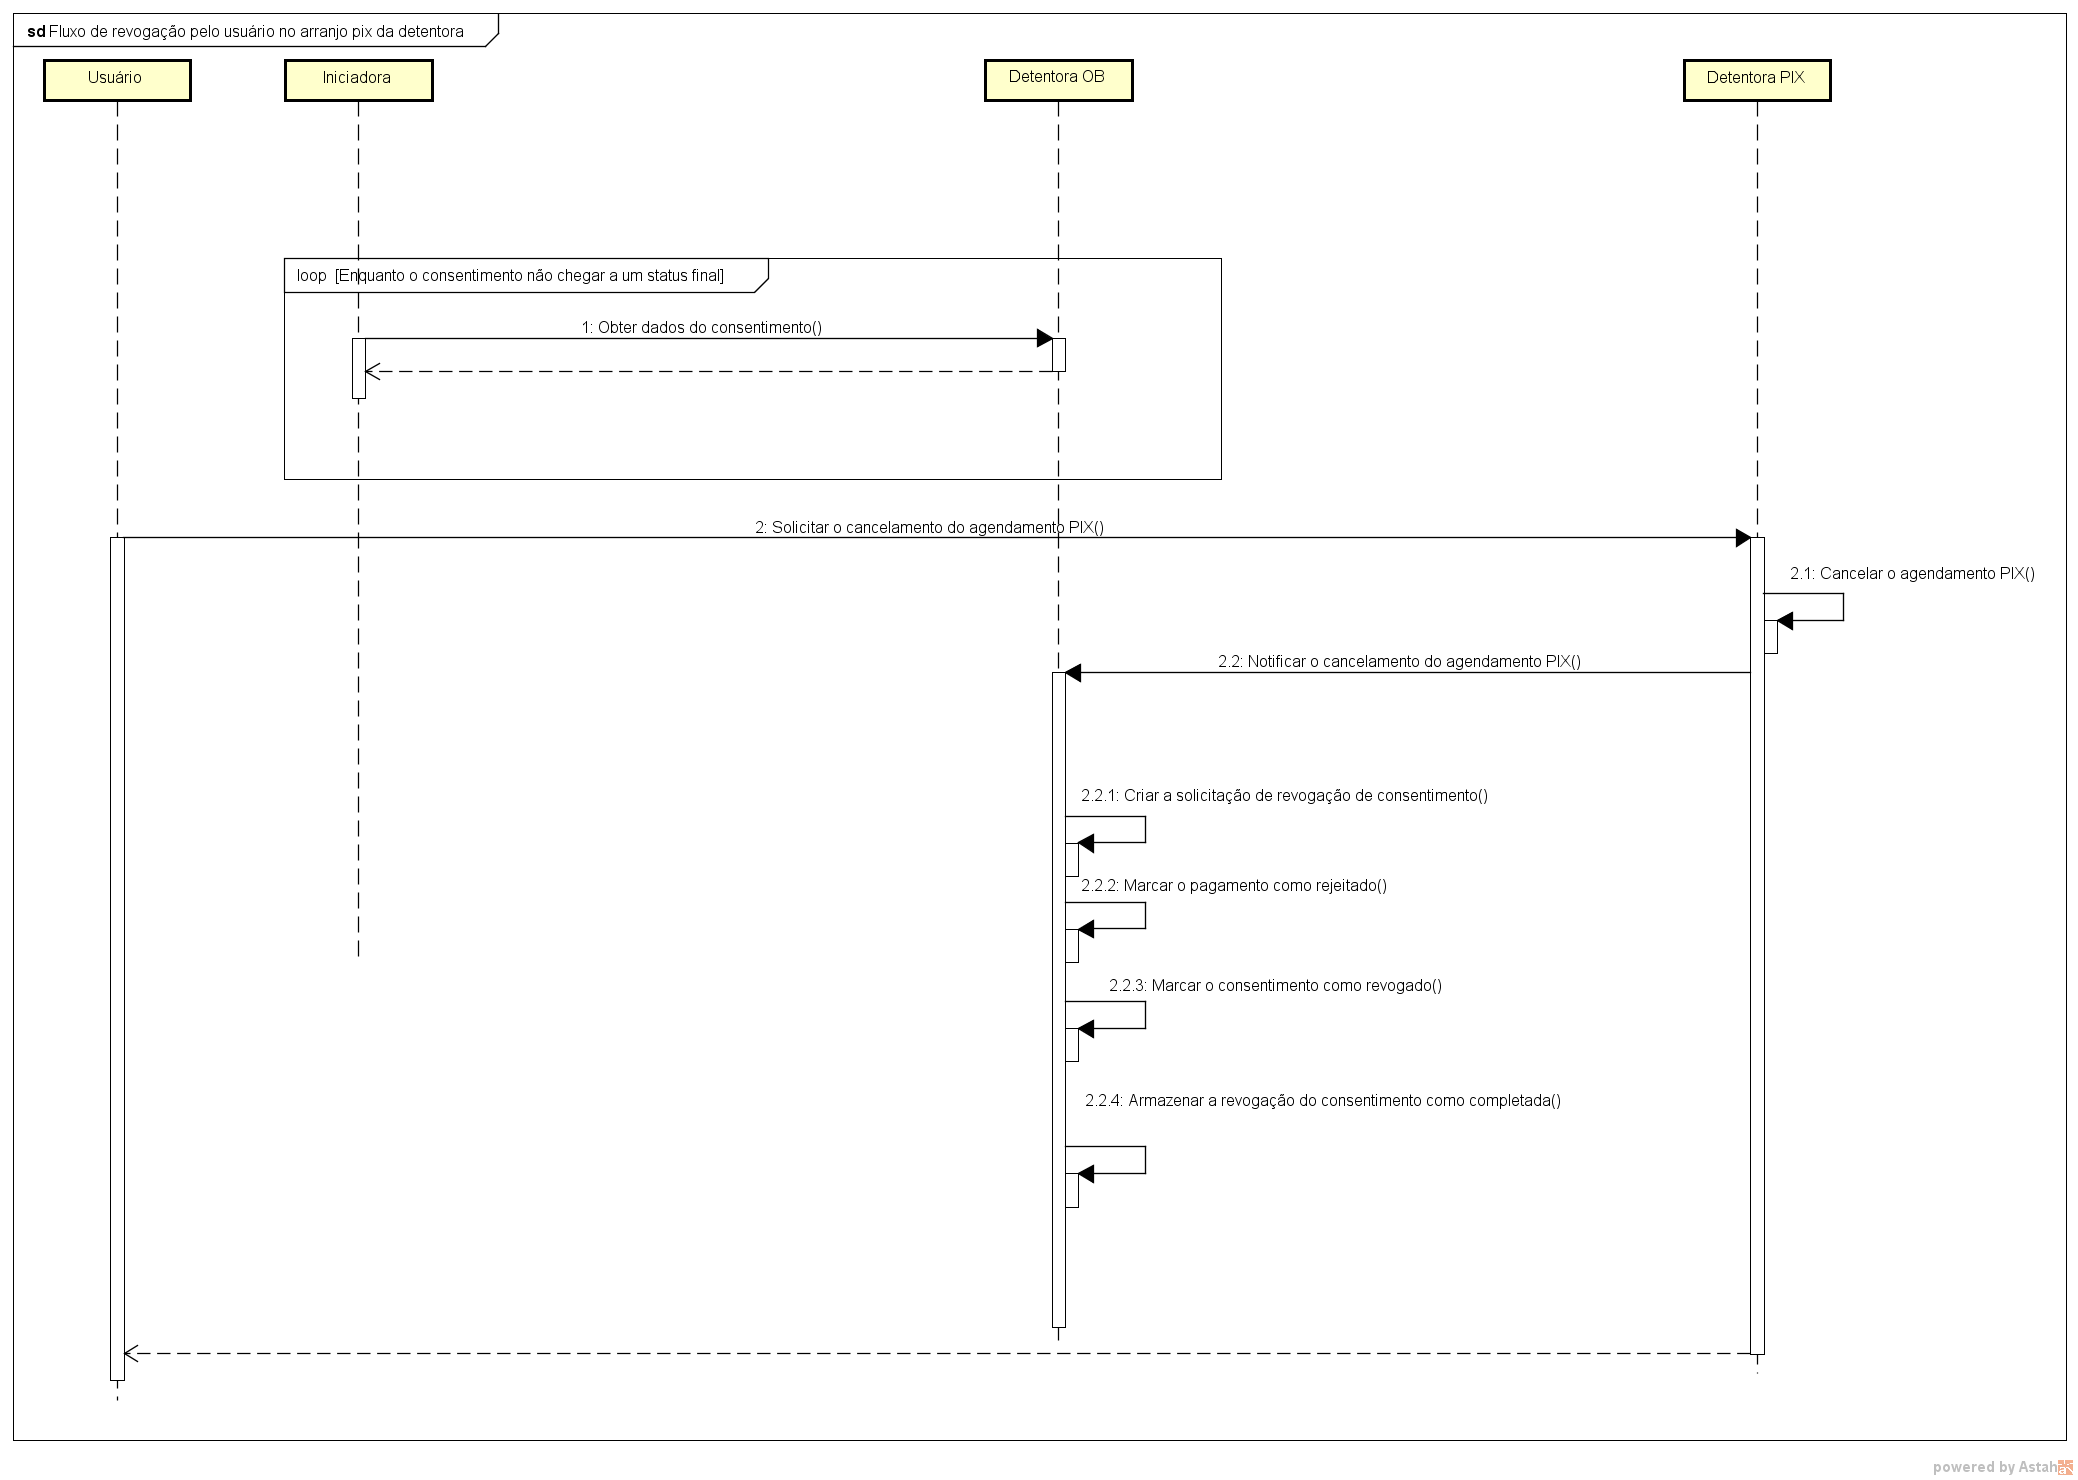 sd Fluxo de revogação pelo usuário no arranjo pix da detentora
Usuário
Iniciadora
Detentora OB
Detentora PIX
loop [Enquanto o consentimento não chegar a um status final]
1: Obter dados do consentimento()
2: Solicitar o cancelamento do agendamento PIX()
2.1: Cancelar o agendamento PIX()
2.2: Notificar o cancelamento do agendamento PIX()
2.2.1: Criar a solicitação de revogação de consentimento()
2.2.2: Marcar o pagamento como rejeitado()
2.2.3: Marcar o consentimento como revogado()
2.2.4: Armazenar a revogação do consentimento como completada()
powered by Astah